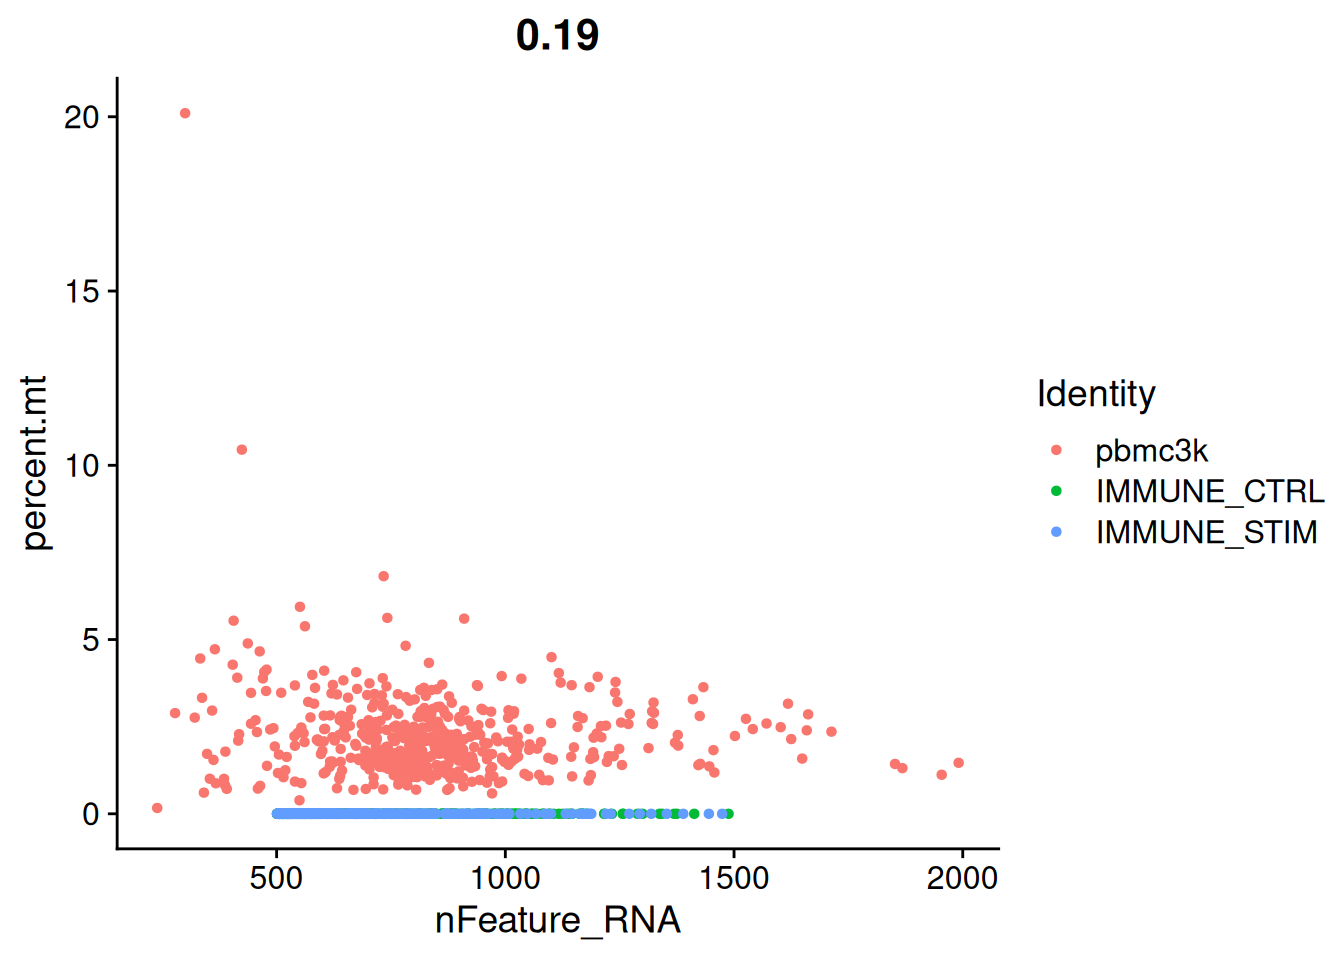 0.19
20
15
10
5
0
percent.mt
500
1000
1500
2000
nFeature_RNA
Identity
pbmc3k
IMMUNE_CTRL
IMMUNE_STIM